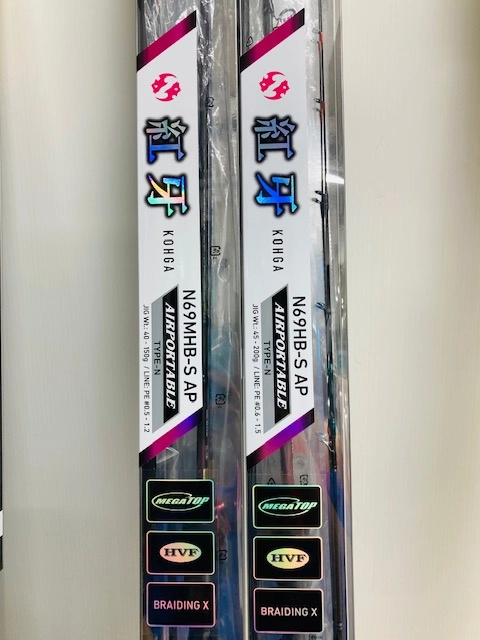 紅牙
KOHGA
N69MHB-S AP
AIRPORTABLE
TYPE-N
JIG Wt.: 40 - 150g / LINE: PE #0.5 - 1.2
MEGATOP
HVF
BRAIDING X
紅牙
KOHGA
N69HB-S AP
AIRPORTABLE
TYPE-N
JIG Wt.: 45 - 200g / LINE: PE #0.6 - 1.5
MEGATOP
HVF
BRAIDING X